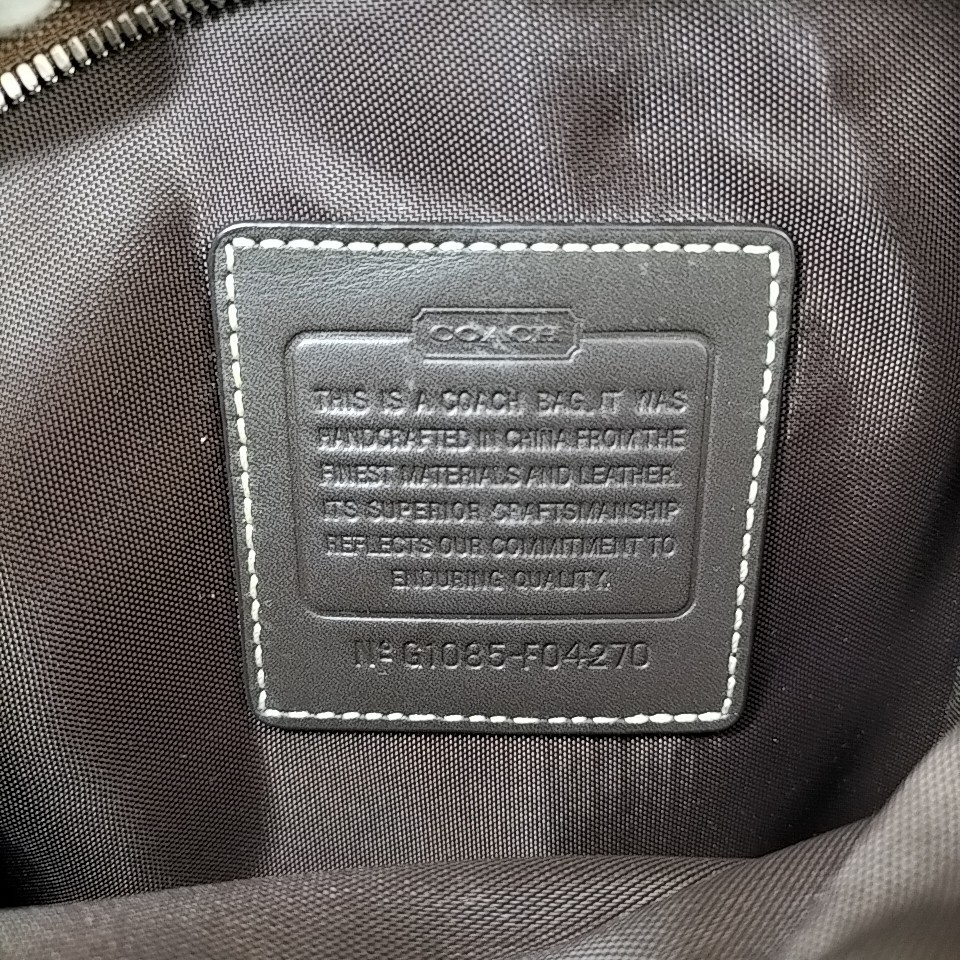 COACH
THIS IS A COACH BAG. IT WAS
HANDCRAFTED IN CHINA FROM THE
FINEST MATERIALS AND LEATHER.
ITS SUPERIOR CRAFTSMANSHIP
REFLECTS OUR COMMITMENT TO
ENDURING QUALITY.
Nº G1085-F04270